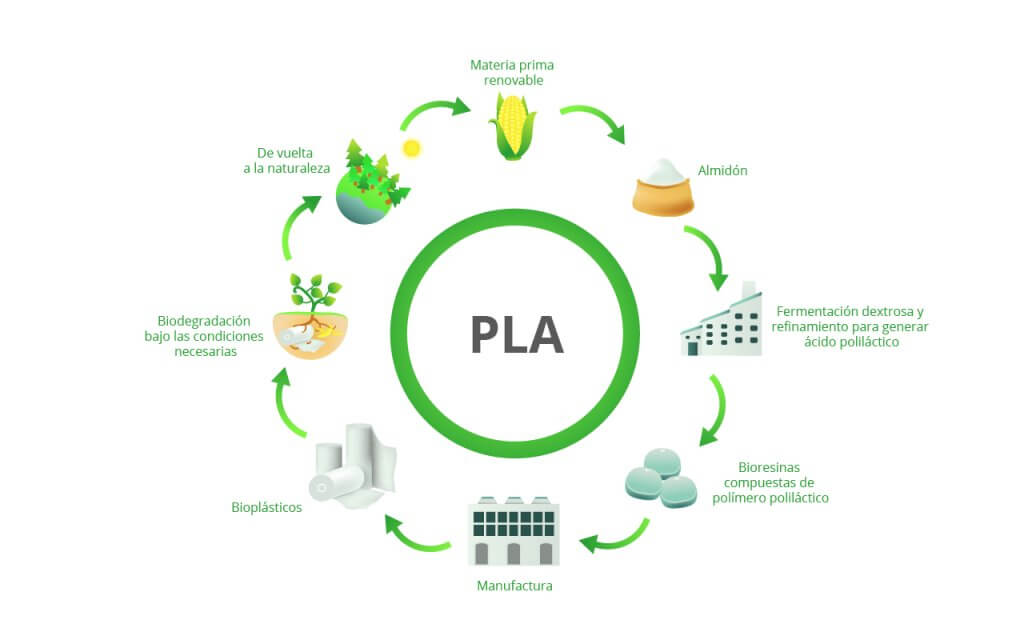 Materia prima
renovable
Almidón
Fermentación dextrosa y
refinamiento para generar
ácido poliláctico
Bioresinas
compuestas de
polímero poliláctico
Manufactura
Bioplásticos
Biodegradación
bajo las condiciones
necesarias
De vuelta
a la naturaleza
PLA